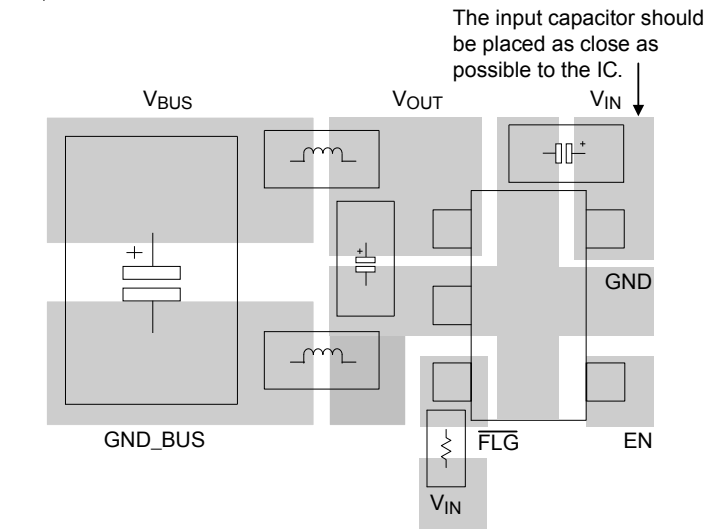 The input capacitor should
be placed as close as
possible to the IC.
VBUS VOUT VIN
+
+
+
GND
GND_BUS FLG EN
VIN